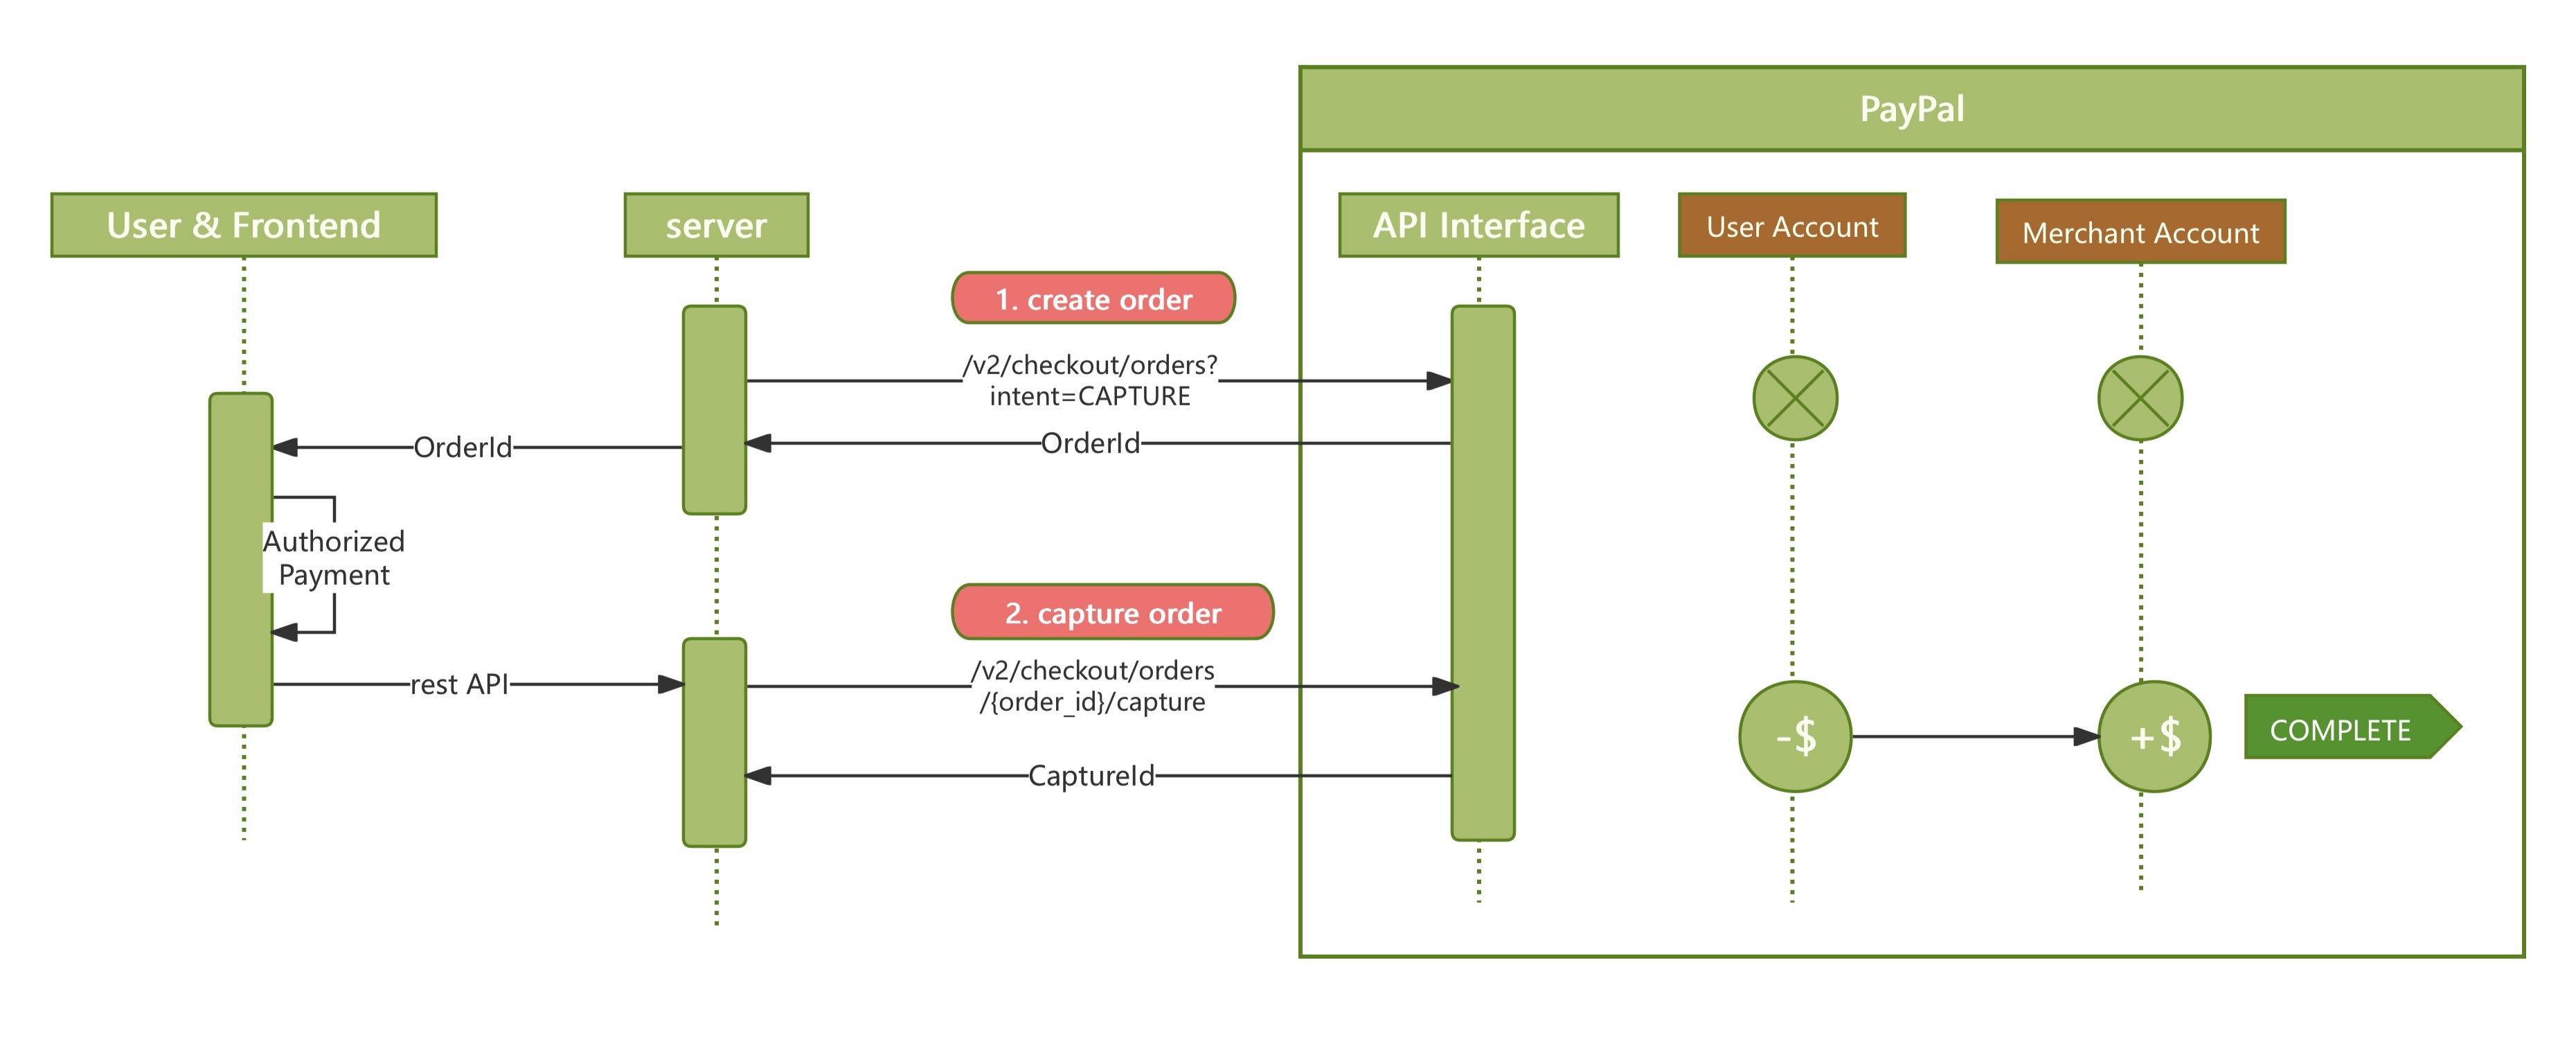 PayPal
User & Frontend
server
API Interface
User Account
Merchant Account
1. create order
/v2/checkout/orders?
intent=CAPTURE
OrderId
OrderId
Authorized
Payment
2. capture order
rest API
/v2/checkout/orders
/{order_id}/capture
-$
+$
COMPLETE
CaptureId